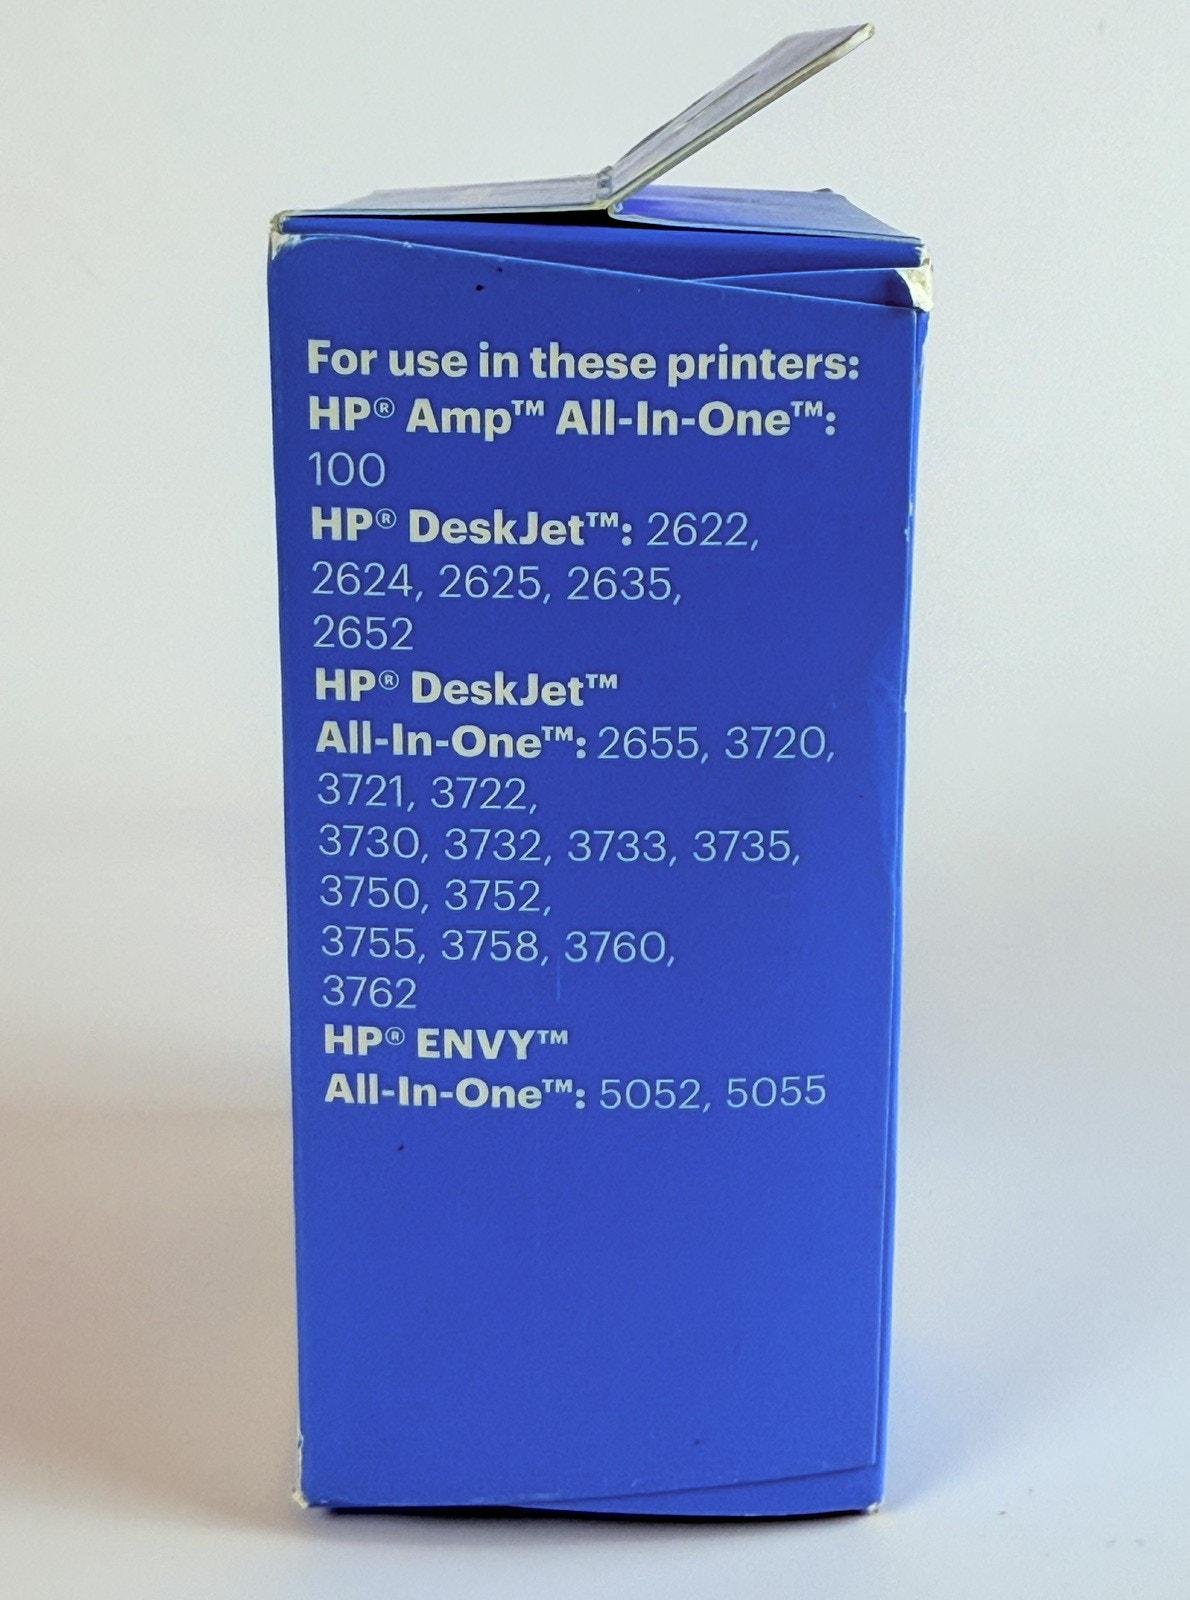 For use in these printers:
HP® Amp™ All-In-One™:
100
HP® DeskJet™: 2622,
2624, 2625, 2635,
2652
HP® DeskJet™
All-In-One™: 2655, 3720,
3721, 3722,
3730, 3732, 3733, 3735,
3750, 3752,
3755, 3758, 3760,
3762
HP® ENVY™
All-In-One™: 5052, 5055